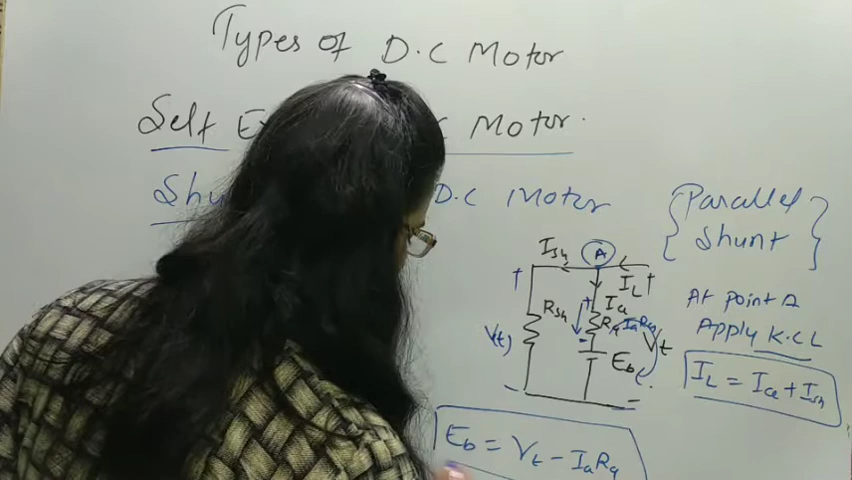 Types of D.C Motor
Self Motor.
D.C Motor
{Parallel
Shunt}
Ish
A
IL
Ia
Rsh
Ra
IaRa
V(t)
Vt
Eb
At point A
Apply K.C.L
IL = Ia + Ish
Eb = Vt - IaRa